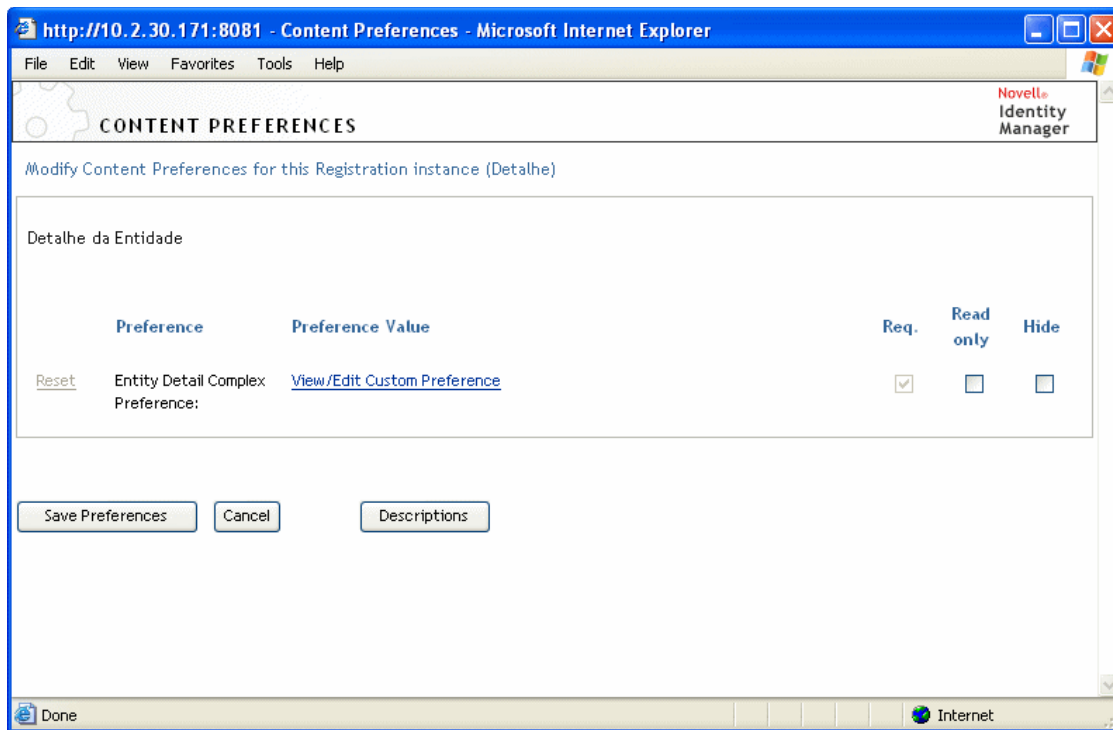 http://10.2.30.171:8081 - Content Preferences - Microsoft Internet Explorer
File Edit View Favorites Tools Help
Novell®
Identity
Manager
CONTENT PREFERENCES
Modify Content Preferences for this Registration instance (Detalhe)
Detalhe da Entidade
Preference Preference Value Req. Read only Hide
Reset Entity Detail Complex Preference: View/Edit Custom Preference
Save Preferences Cancel Descriptions
Done Internet